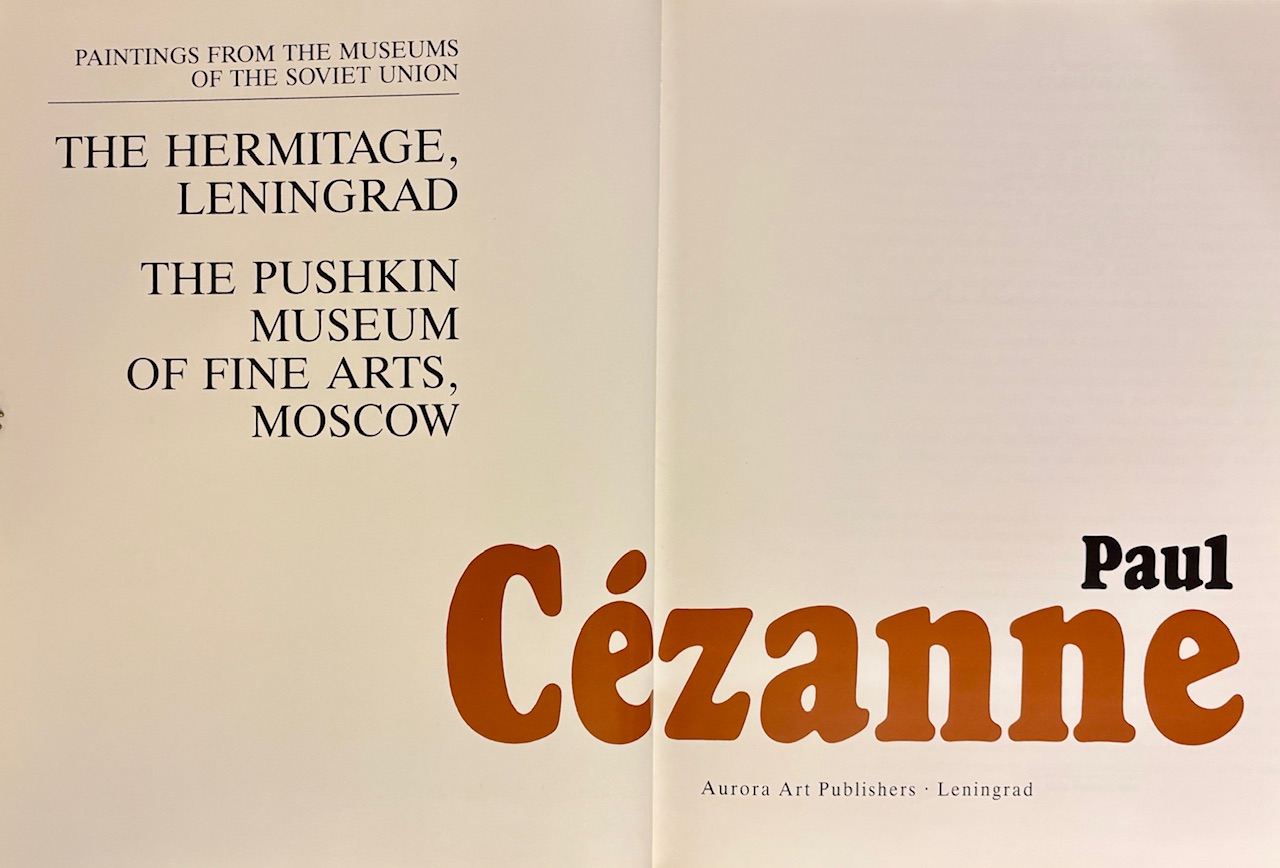 PAINTINGS FROM THE MUSEUMS
OF THE SOVIET UNION
THE HERMITAGE,
LENINGRAD
THE PUSHKIN
MUSEUM
OF FINE ARTS,
MOSCOW
Paul
Cézanne
Aurora Art Publishers · Leningrad